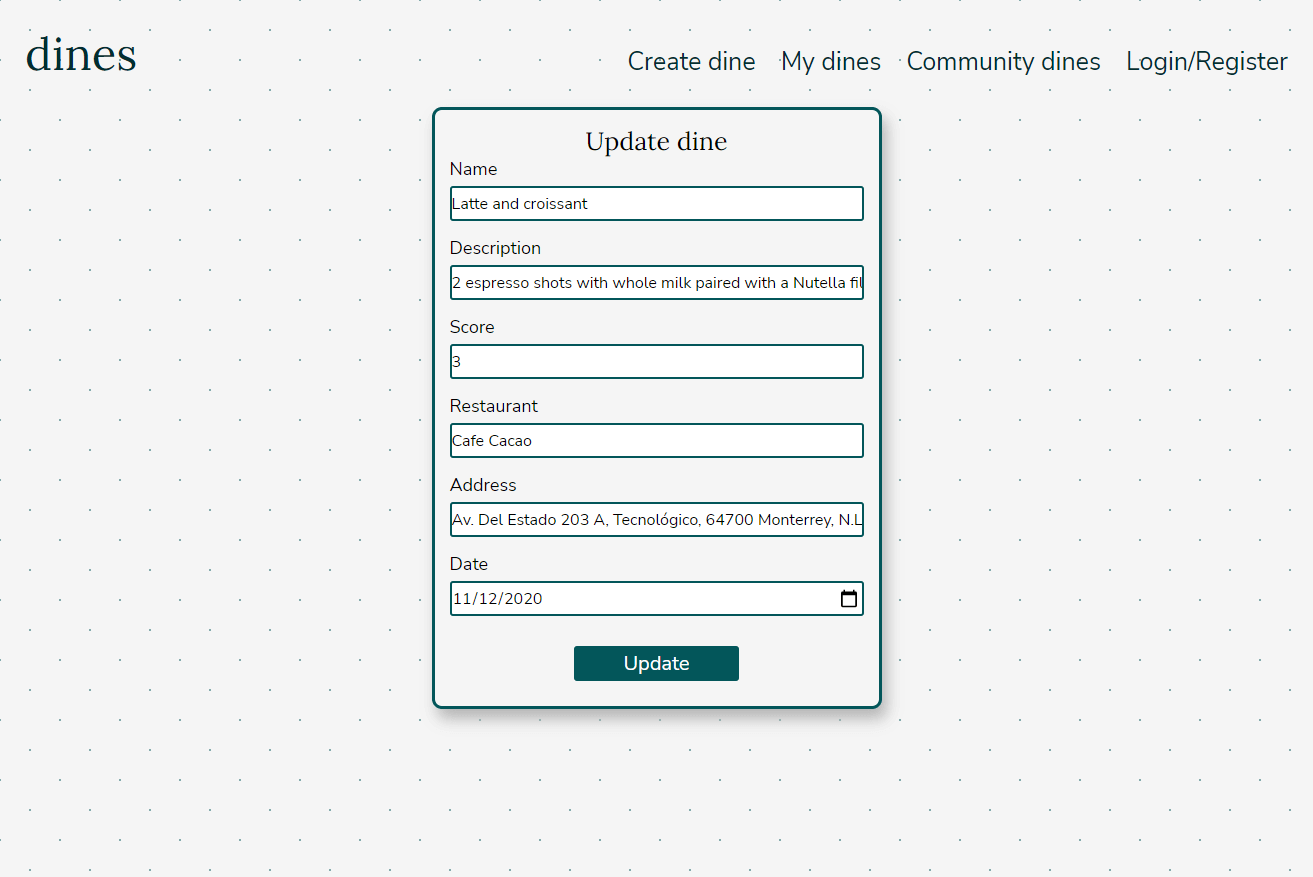 dines
Create dine
My dines
Community dines
Login/Register
Update dine
Name
Latte and croissant
Description
2 espresso shots with whole milk paired with a Nutella fil
Score
3
Restaurant
Cafe Cacao
Address
Av. Del Estado 203 A, Tecnológico, 64700 Monterrey, N.L
Date
11/12/2020
Update